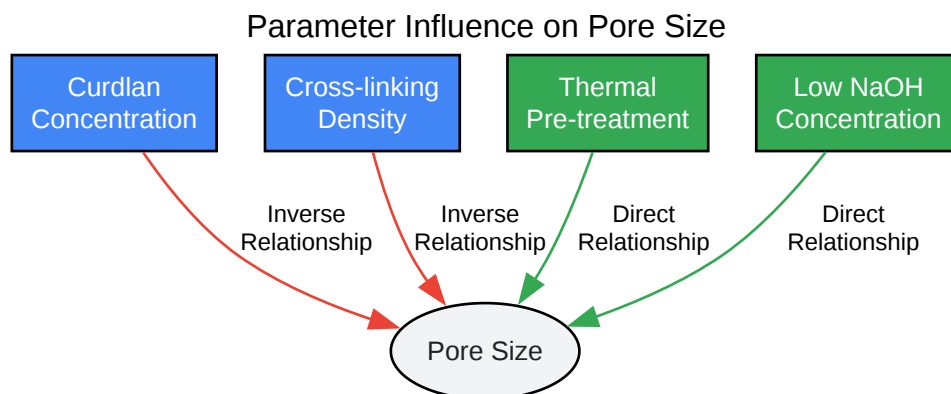 Parameter Influence on Pore Size
Curdlan
Concentration
Cross-linking
Density
Thermal
Pre-treatment
Low NaOH
Concentration
Inverse
Relationship
Inverse
Relationship
Direct
Relationship
Direct
Relationship
Pore Size